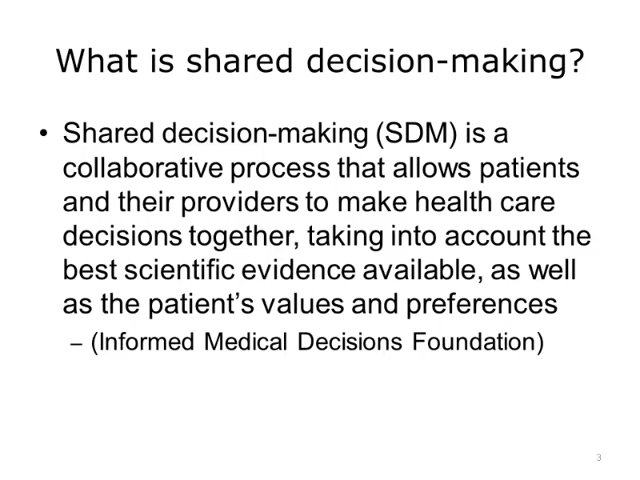 What is shared decision-making?
• Shared decision-making (SDM) is a
collaborative process that allows patients
and their providers to make health care
decisions together, taking into account the
best scientific evidence available, as well
as the patient’s values and preferences
– (Informed Medical Decisions Foundation)
3